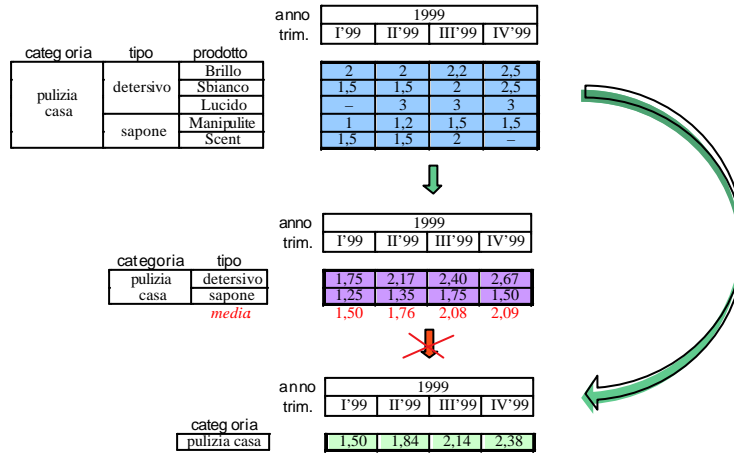 anno 1999
trim. I'99 II'99 III'99 IV'99
categoria tipo prodotto
pulizia casa detersivo Brillo 2 2 2,2 2,5
Sbianco 1,5 1,5 2 2,5
Lucido – 3 3 3
sapone Manipulite 1 1,2 1,5 1,5
Scent 1,5 1,5 2 –
anno 1999
trim. I'99 II'99 III'99 IV'99
categoria tipo
pulizia casa detersivo 1,75 2,17 2,40 2,67
sapone 1,25 1,35 1,75 1,50
media 1,50 1,76 2,08 2,09
anno 1999
trim. I'99 II'99 III'99 IV'99
categoria
pulizia casa 1,50 1,84 2,14 2,38